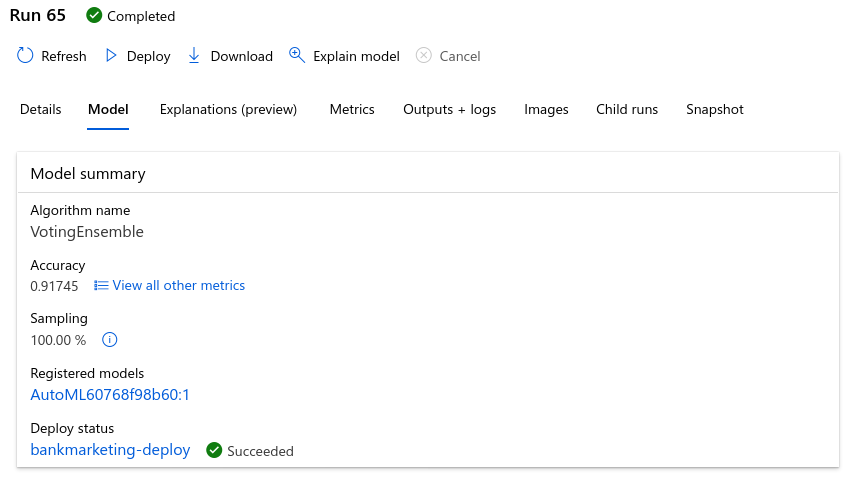 Run 65 Completed
Refresh Deploy Download Explain model Cancel
Details Model Explanations (preview) Metrics Outputs + logs Images Child runs Snapshot
Model summary
Algorithm name
VotingEnsemble
Accuracy
0.91745 View all other metrics
Sampling
100.00 %
Registered models
AutoML60768f98b60:1
Deploy status
bankmarketing-deploy Succeeded